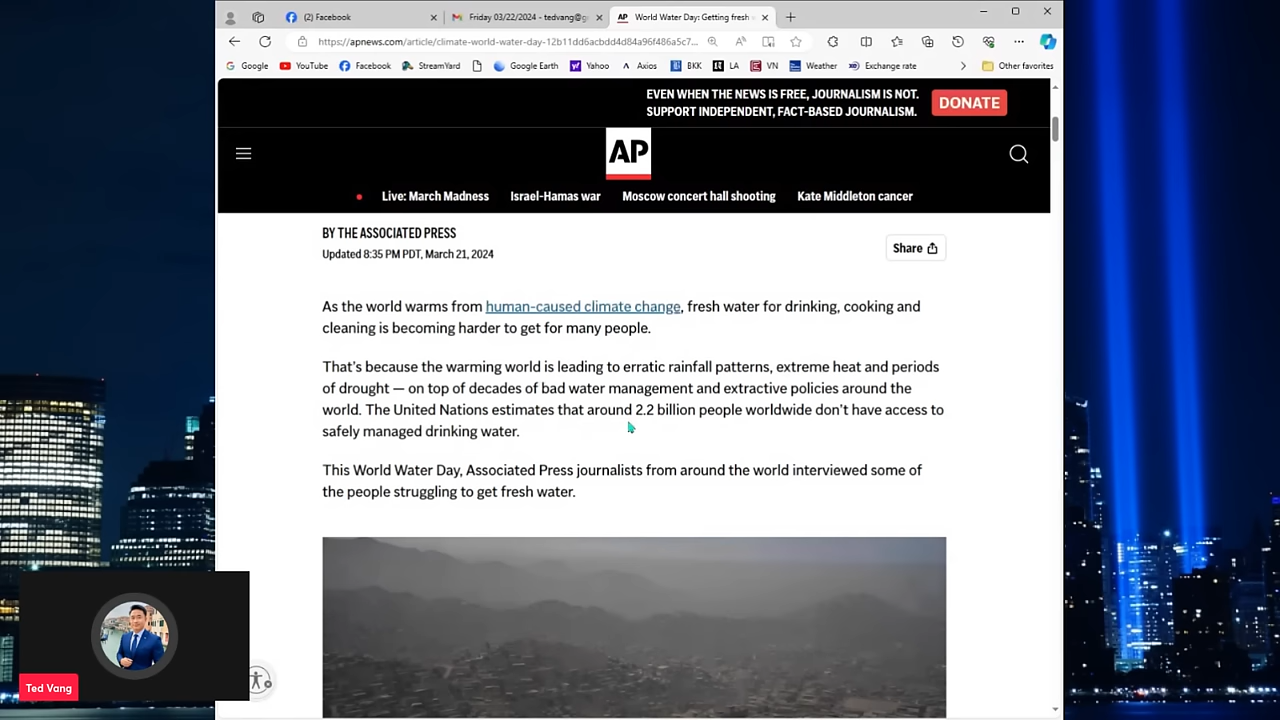 (2) Facebook
Friday 03/22/2024 - tedvang@g
World Water Day: Getting fresh
https://apnews.com/article/climate-world-water-day-12b11dd6acbdd4d84a96f486a5c7...
Google YouTube Facebook StreamYard Google Earth Yahoo Axios BKK LA VN Weather Exchange rate Other favorites
EVEN WHEN THE NEWS IS FREE, JOURNALISM IS NOT.
SUPPORT INDEPENDENT, FACT-BASED JOURNALISM.
DONATE
AP
Live: March Madness Israel-Hamas war Moscow concert hall shooting Kate Middleton cancer
BY THE ASSOCIATED PRESS
Updated 8:35 PM PDT, March 21, 2024
Share
As the world warms from human-caused climate change, fresh water for drinking, cooking and
cleaning is becoming harder to get for many people.
That's because the warming world is leading to erratic rainfall patterns, extreme heat and periods
of drought — on top of decades of bad water management and extractive policies around the
world. The United Nations estimates that around 2.2 billion people worldwide don't have access to
safely managed drinking water.
This World Water Day, Associated Press journalists from around the world interviewed some of
the people struggling to get fresh water.
Ted Vang